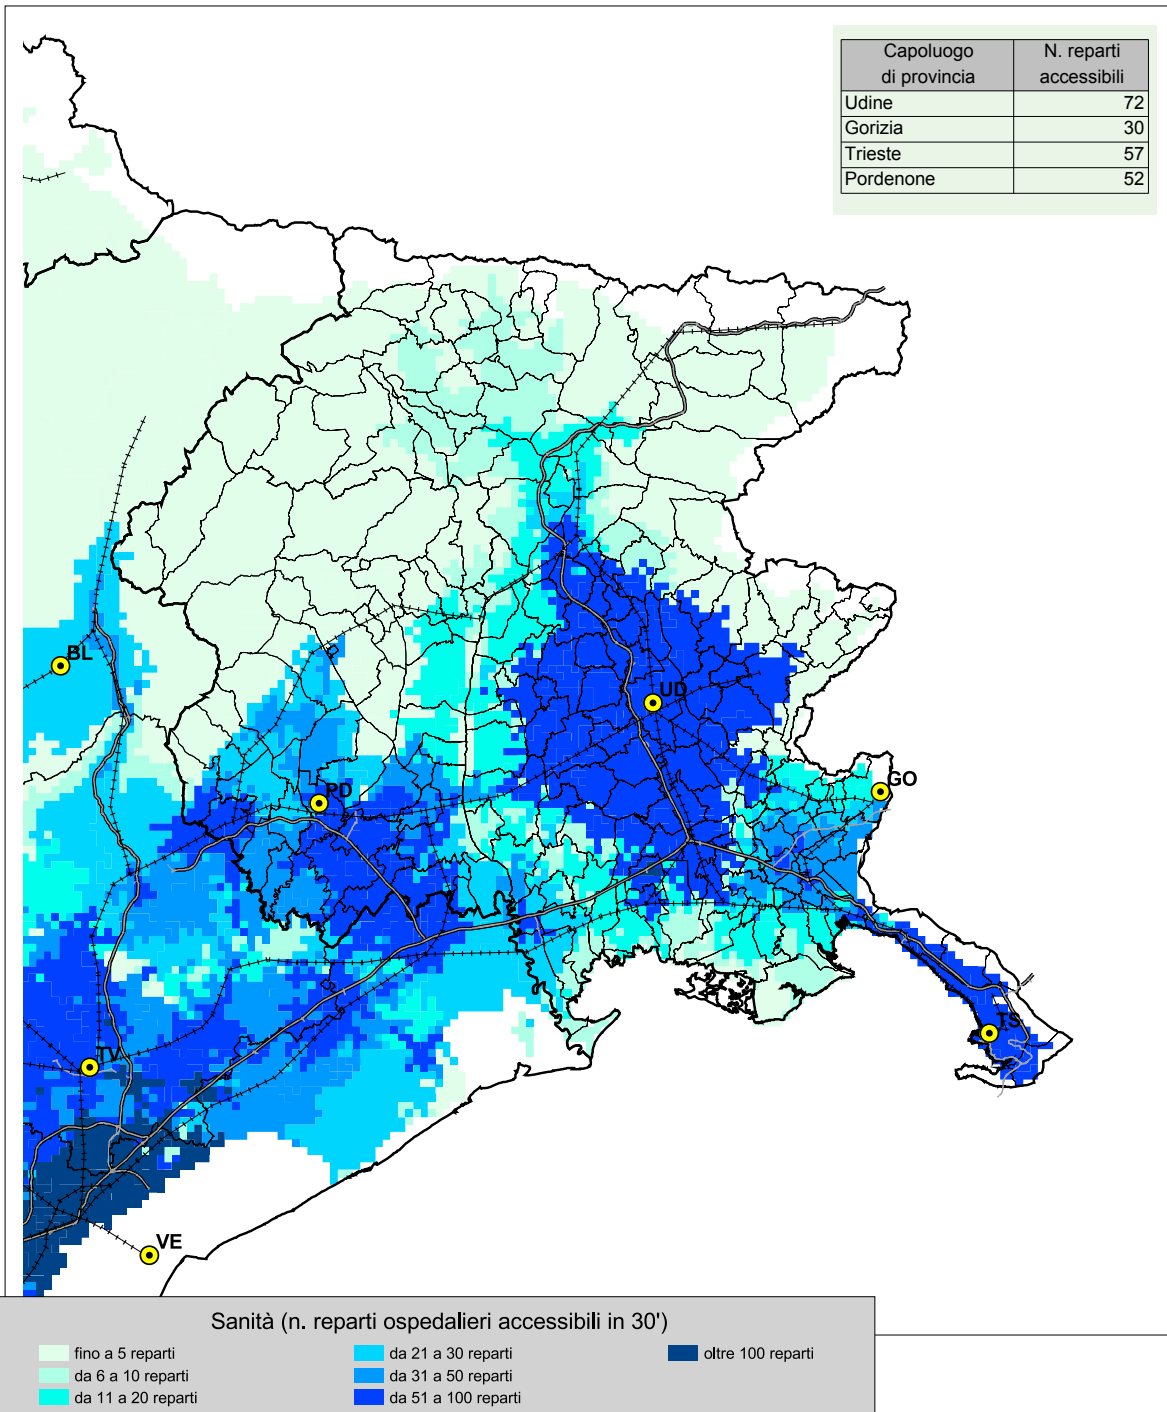 Capoluogo di provincia N. reparti accessibili
Udine 72
Gorizia 30
Trieste 57
Pordenone 52
BL
UD
PD
GO
TS
TV
VE
Sanità (n. reparti ospedalieri accessibili in 30')
fino a 5 reparti
da 6 a 10 reparti
da 11 a 20 reparti
da 21 a 30 reparti
da 31 a 50 reparti
da 51 a 100 reparti
oltre 100 reparti